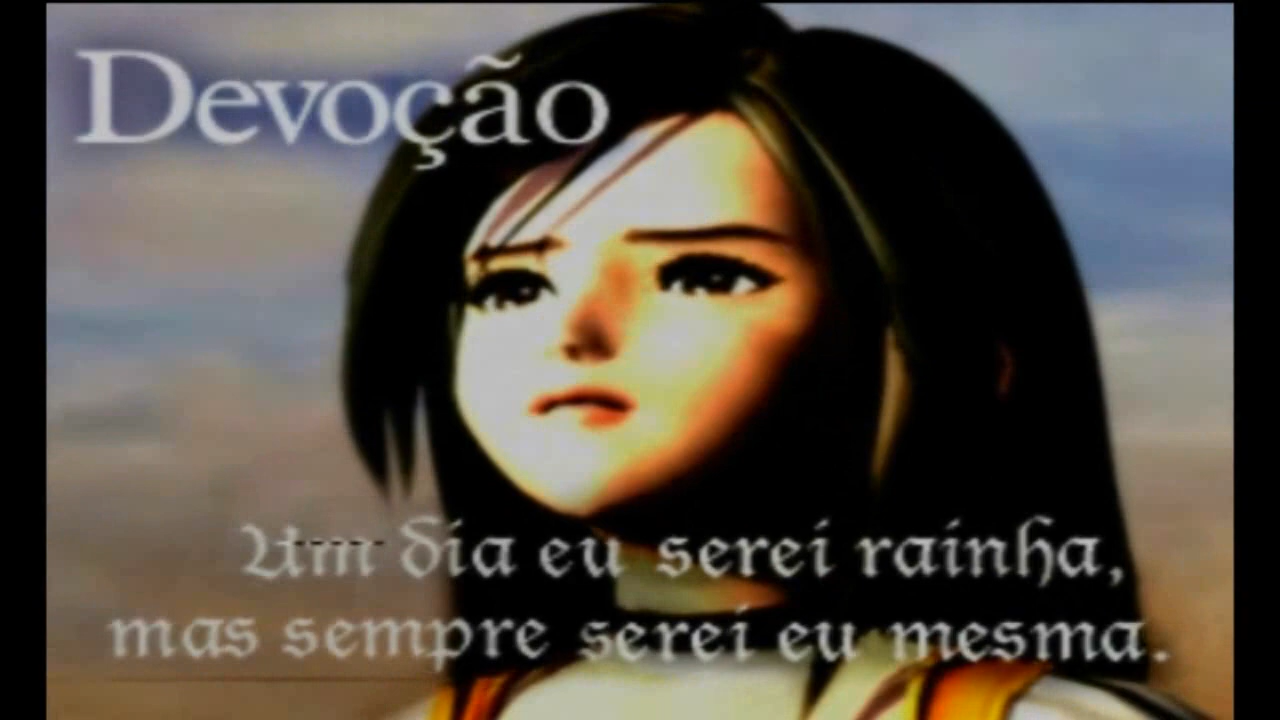 Devoção
Um dia eu serei rainha,
mas sempre serei eu mesma.